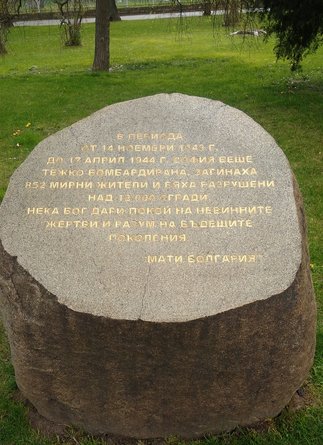 В ПЕРИОДА
ОТ 14 НОЕМВРИ 1943 Г.
ДО 17 АПРИЛ 1944 Г. СОФИЯ БЕШЕ
ТЕЖКО БОМБАРДИРАНА. ЗАГИНАХА
852 МИРНИ ЖИТЕЛИ И БЯХА РАЗРУШЕНИ
НАД 12 000 СГРАДИ.
НЕКА БОГ ДАРИ ПОКОЙ НА НЕВИННИТЕ
ЖЕРТВИ И РАЗУМ НА БЪДЕЩИТЕ
ПОКОЛЕНИЯ
МАТИ БОЛГАРИЯ